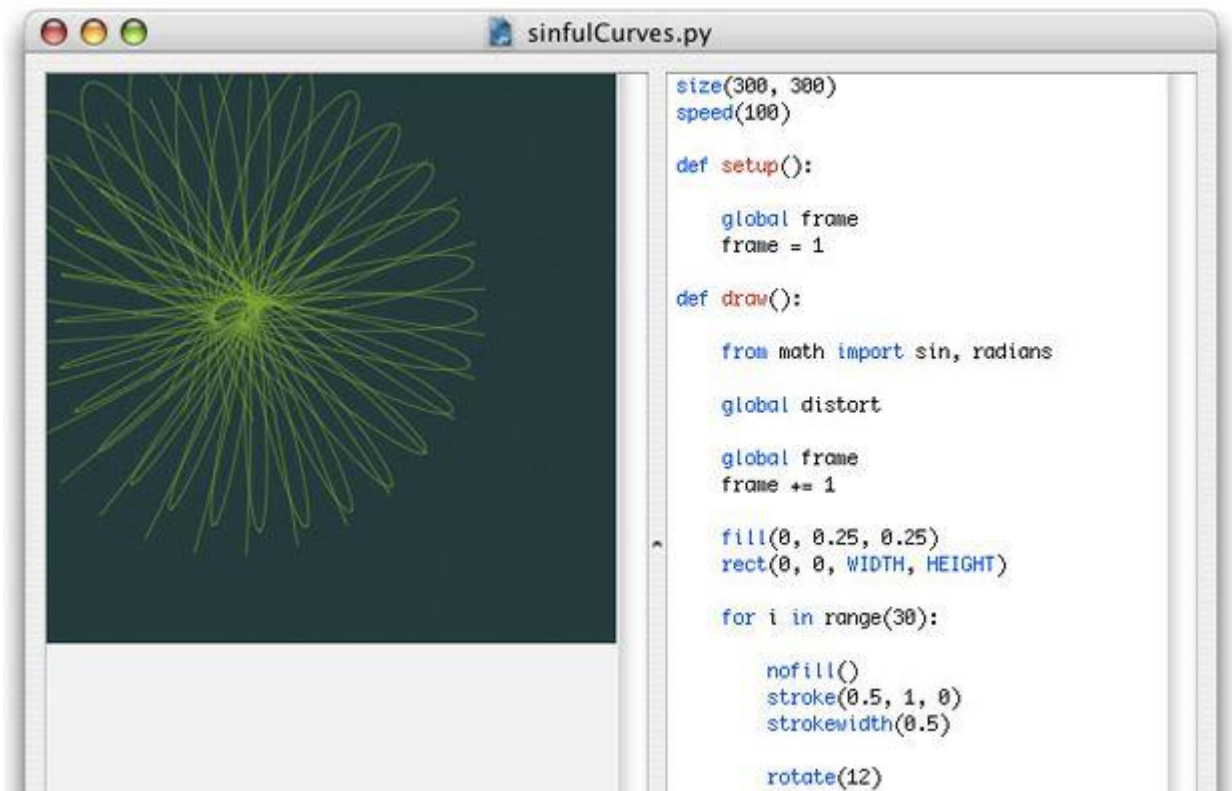 sinfulCurves.py
size(300, 300)
speed(100)
def setup():
global frame
frame = 1
def draw():
from math import sin, radians
global distort
global frame
frame += 1
fill(0, 0.25, 0.25)
rect(0, 0, WIDTH, HEIGHT)
for i in range(30):
nofill()
stroke(0.5, 1, 0)
strokewidth(0.5)
rotate(12)